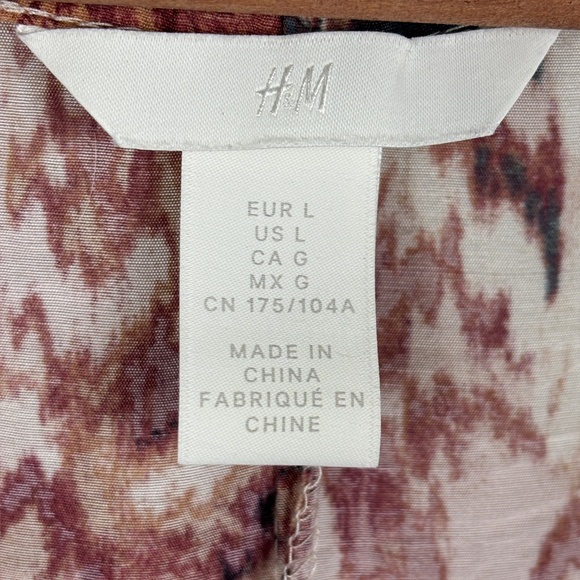 H&M
EUR L
US L
CA G
MX G
CN 175/104A
MADE IN
CHINA
FABRIQUÉ EN
CHINE